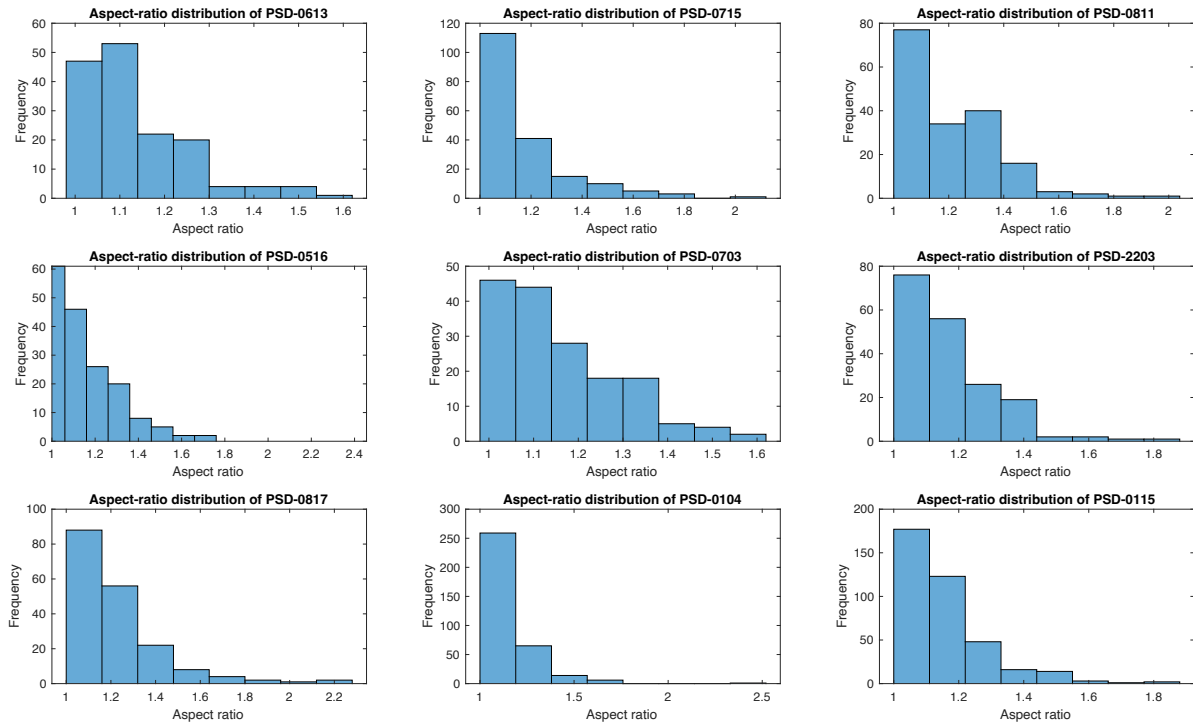 Aspect-ratio distribution of PSD-0613
60
50
40
30
20
10
0
Frequency
1 1.1 1.2 1.3 1.4 1.5 1.6
Aspect ratio
Aspect-ratio distribution of PSD-0715
120
100
80
60
40
20
0
Frequency
1 1.2 1.4 1.6 1.8 2
Aspect ratio
Aspect-ratio distribution of PSD-0811
80
60
40
20
0
Frequency
1 1.2 1.4 1.6 1.8 2
Aspect ratio
Aspect-ratio distribution of PSD-0516
60
50
40
30
20
10
0
Frequency
1.2 1.4 1.6 1.8 2 2.2 2.4
Aspect ratio
Aspect-ratio distribution of PSD-0703
50
40
30
20
10
0
Frequency
1 1.1 1.2 1.3 1.4 1.5 1.6
Aspect ratio
Aspect-ratio distribution of PSD-2203
80
60
40
20
0
Frequency
1 1.2 1.4 1.6 1.8
Aspect ratio
Aspect-ratio distribution of PSD-0817
100
80
60
40
20
0
Frequency
1 1.2 1.4 1.6 1.8 2 2.2
Aspect ratio
Aspect-ratio distribution of PSD-0104
300
200
100
0
Frequency
1 1.5 2 2.5
Aspect ratio
Aspect-ratio distribution of PSD-0115
200
150
100
50
0
Frequency
1 1.2 1.4 1.6 1.8
Aspect ratio